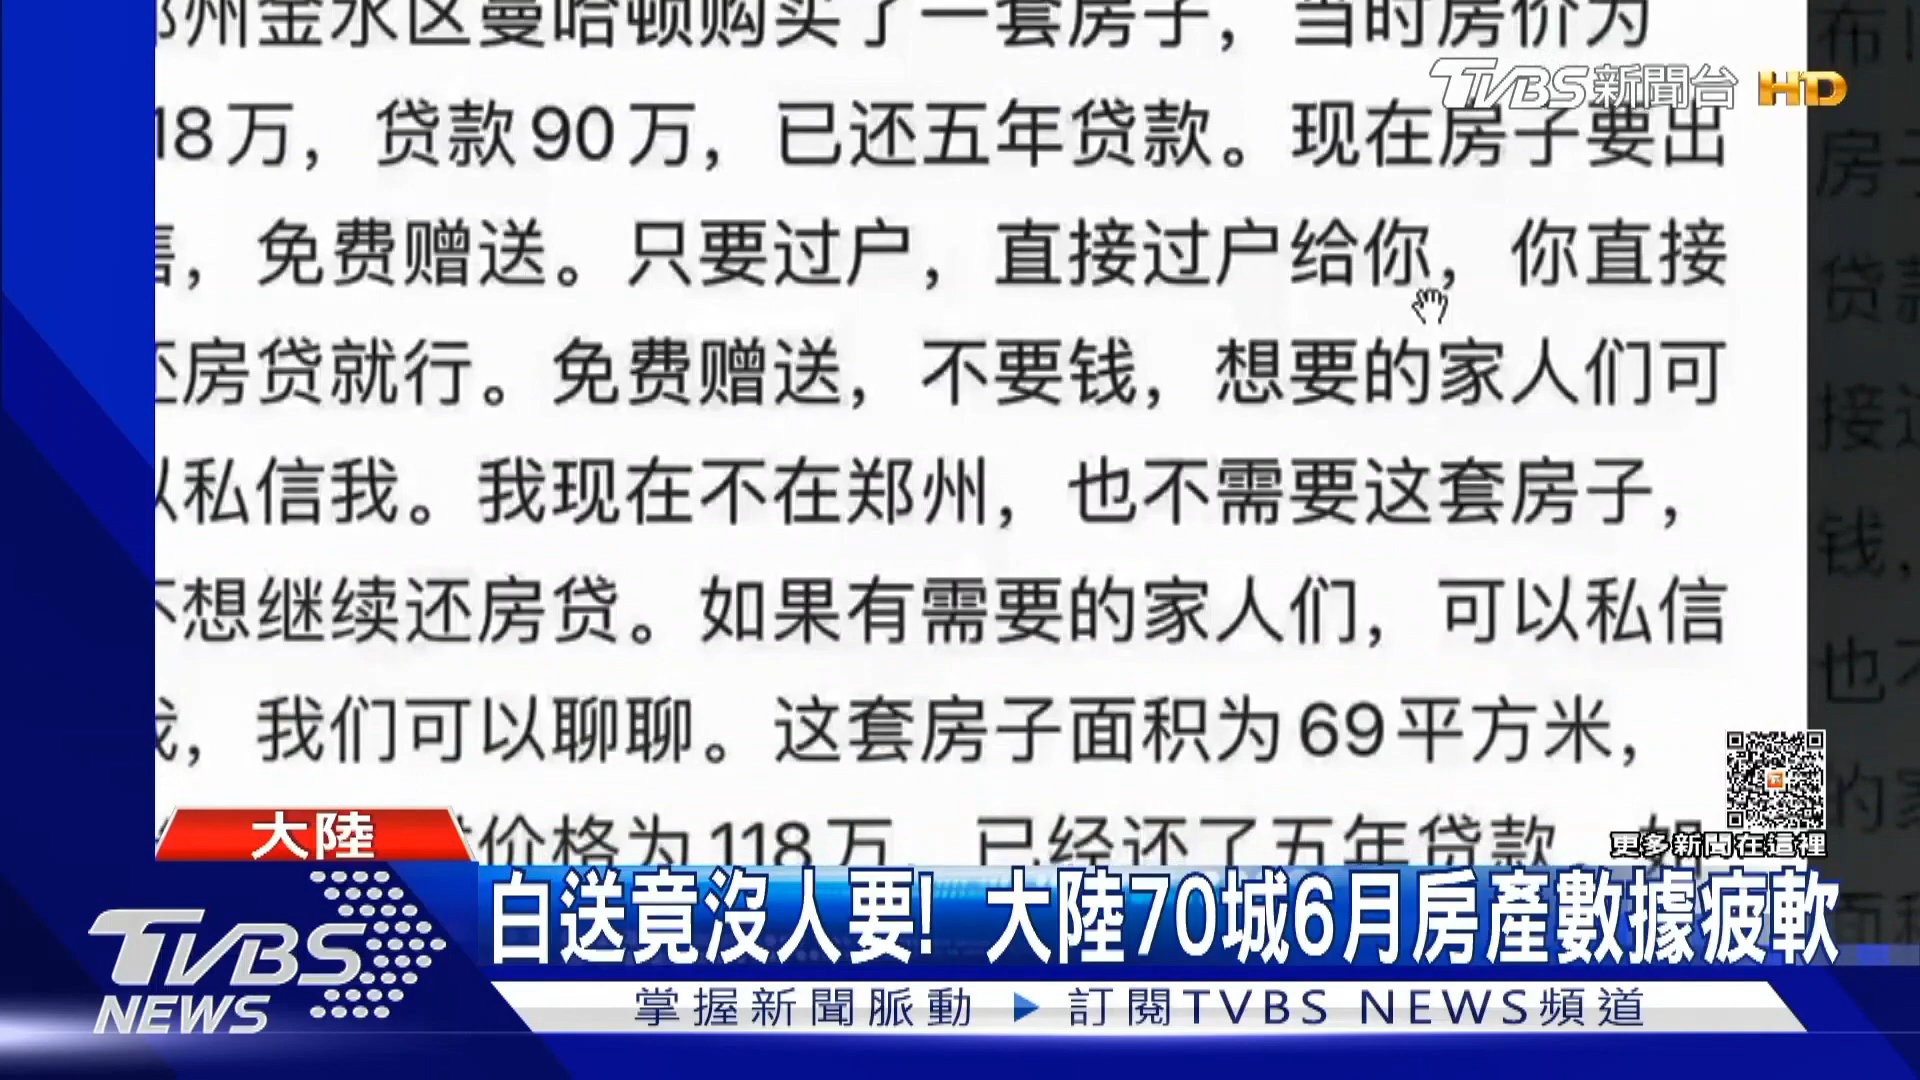 郑州金水区曼哈顿购买了一套房子，当时房价为
TVBS新聞台 HD
118万，贷款90万，已还五年贷款。现在房子要出
售，免费赠送。只要过户，直接过户给你，你直接
还房贷就行。免费赠送，不要钱，想要的家人们可
以私信我。我现在不在郑州，也不需要这套房子，
不想继续还房贷。如果有需要的家人们，可以私信
我，我们可以聊聊。这套房子面积为69平方米，
价格为118万，已经还了五年贷款。如
更多新聞在這裡
大陸
白送竟沒人要! 大陸70城6月房產數據疲軟
TVBS NEWS
掌握新聞脈動 ▶ 訂閱TVBS NEWS頻道